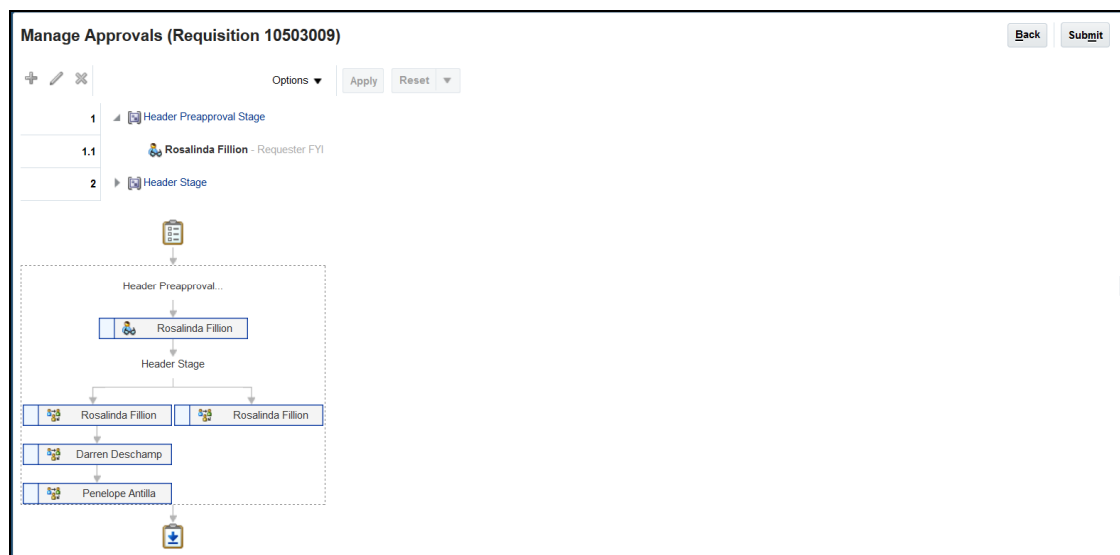 Manage Approvals (Requisition 10503009)
Back
Submit
Options
Apply
Reset
1 Header Preapproval Stage
1.1 Rosalinda Fillion - Requester FYI
2 Header Stage
Header Preapproval...
Rosalinda Fillion
Header Stage
Rosalinda Fillion
Rosalinda Fillion
Darren Deschamp
Penelope Antilla